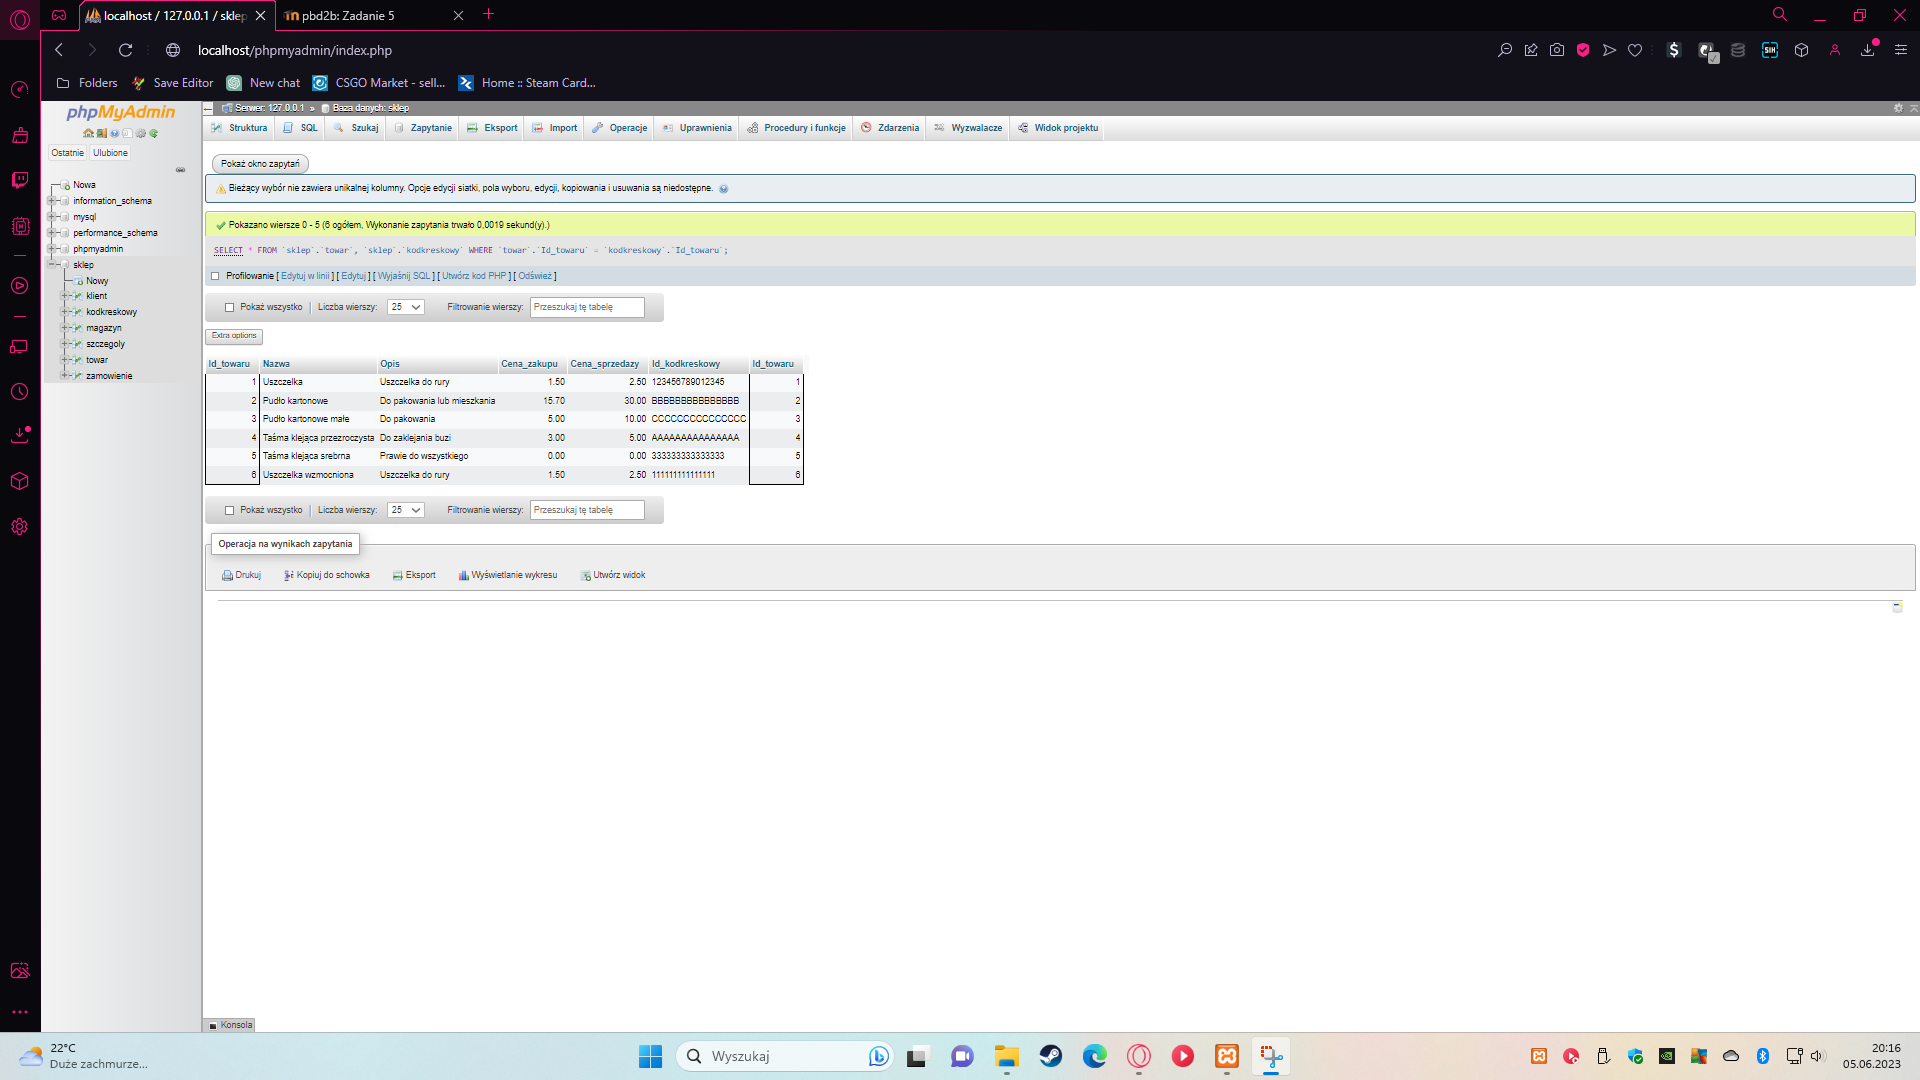 localhost / 127.0.0.1 / sklep
pbd2b: Zadanie 5
localhost/phpmyadmin/index.php
Folders
Save Editor
New chat
CSGO Market - sell...
Home :: Steam Card...
phpMyAdmin
Ostatnie
Ulubione
Nowa
information_schema
mysql
performance_schema
phpmyadmin
sklep
Nowy
klient
kodkreskowy
magazyn
szczegoly
towar
zamowienie
Serwer: 127.0.0.1 » Baza danych: sklep
Struktura SQL Szukaj Zapytanie Eksport Import Operacje Uprawnienia Procedury i funkcje Zdarzenia Wyzwalacze Widok projektu
Pokaż okno zapytań
Bieżący wybór nie zawiera unikalnej kolumny. Opcje edycji siatki, pola wyboru, edycji, kopiowania i usuwania są niedostępne.
Pokazano wiersze 0 - 5 (6 ogółem, Wykonanie zapytania trwało 0,0019 sekund(y).)
SELECT * FROM `sklep`.`towar`, `sklep`.`kodkreskowy` WHERE `towar`.`Id_towaru` = `kodkreskowy`.`Id_towaru`;
Profilowanie [ Edytuj w linii ] [ Edytuj ] [ Wyjaśnij SQL ] [ Utwórz kod PHP ] [ Odśwież ]
Pokaż wszystko | Liczba wierszy: 25 Filtrowanie wierszy: Przeszukaj tę tabelę
Extra options
Id_towaru Nazwa Opis Cena_zakupu Cena_sprzedazy Id_kodkreskowy Id_towaru
1 Uszczelka Uszczelka do rury 1.50 2.50 123456789012345 1
2 Pudło kartonowe Do pakowania lub mieszkania 15.70 30.00 BBBBBBBBBBBBBBB 2
3 Pudło kartonowe małe Do pakowania 5.00 10.00 CCCCCCCCCCCCCCC 3
4 Taśma klejąca przezroczysta Do zaklejania buzi 3.00 5.00 AAAAAAAAAAAAAAA 4
5 Taśma klejąca srebrna Prawie do wszystkiego 0.00 0.00 333333333333333 5
6 Uszczelka wzmocniona Uszczelka do rury 1.50 2.50 111111111111111 6
Pokaż wszystko | Liczba wierszy: 25 Filtrowanie wierszy: Przeszukaj tę tabelę
Operacja na wynikach zapytania
Drukuj Kopiuj do schowka Eksport Wyświetlanie wykresu Utwórz widok
Konsola
22°C
Duże zachmurze...
Wyszukaj
20:16
05.06.2023